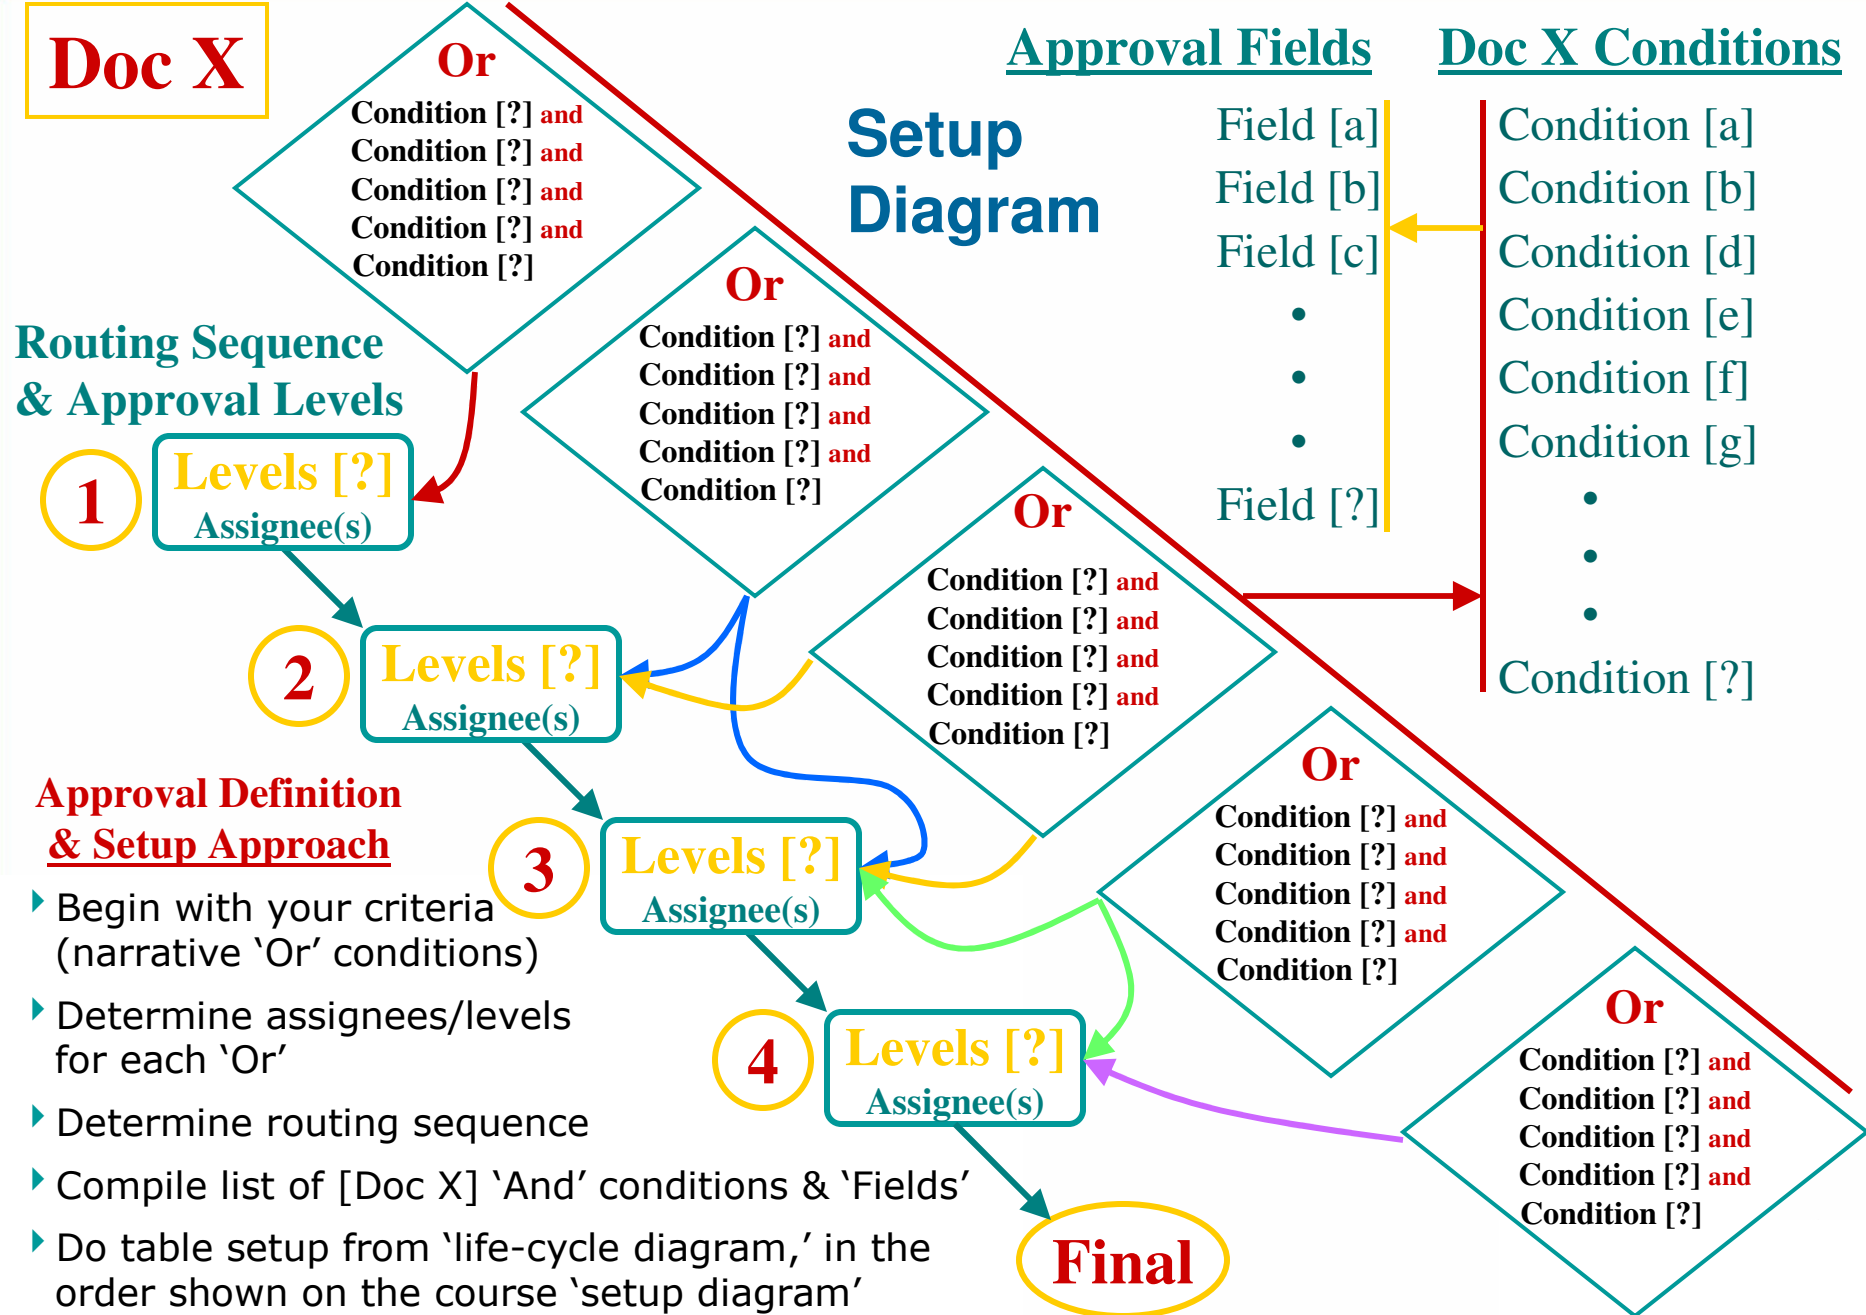 Doc X
Or
Condition [?] and
Condition [?] and
Condition [?] and
Condition [?] and
Condition [?]
Approval Fields
Field [a]
Field [b]
Field [c]
•
•
•
Field [?]
Doc X Conditions
Condition [a]
Condition [b]
Condition [d]
Condition [e]
Condition [f]
Condition [g]
•
•
•
Condition [?]
Setup
Diagram
Or
Condition [?] and
Condition [?] and
Condition [?] and
Condition [?] and
Condition [?]
Routing Sequence
& Approval Levels
1
Levels [?]
Assignee(s)
Or
Condition [?] and
Condition [?] and
Condition [?] and
Condition [?] and
Condition [?]
2
Levels [?]
Assignee(s)
Or
Condition [?] and
Condition [?] and
Condition [?] and
Condition [?] and
Condition [?]
3
Levels [?]
Assignee(s)
Or
Condition [?] and
Condition [?] and
Condition [?] and
Condition [?] and
Condition [?]
4
Levels [?]
Assignee(s)
Final
Approval Definition
& Setup Approach
Begin with your criteria
(narrative ‘Or’ conditions)
Determine assignees/levels
for each ‘Or’
Determine routing sequence
Compile list of [Doc X] ‘And’ conditions & ‘Fields’
Do table setup from ‘life-cycle diagram,’ in the
order shown on the course ‘setup diagram’